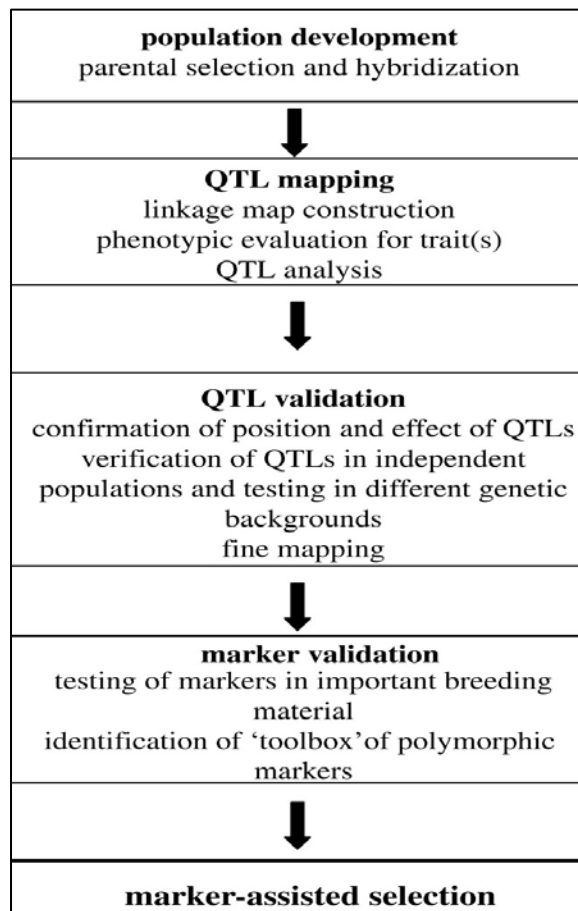 population development
parental selection and hybridization
QTL mapping
linkage map construction
phenotypic evaluation for trait(s)
QTL analysis
QTL validation
confirmation of position and effect of QTLs
verification of QTLs in independent
populations and testing in different genetic
backgrounds
fine mapping
marker validation
testing of markers in important breeding
material
identification of ‘toolbox’of polymorphic
markers
marker-assisted selection